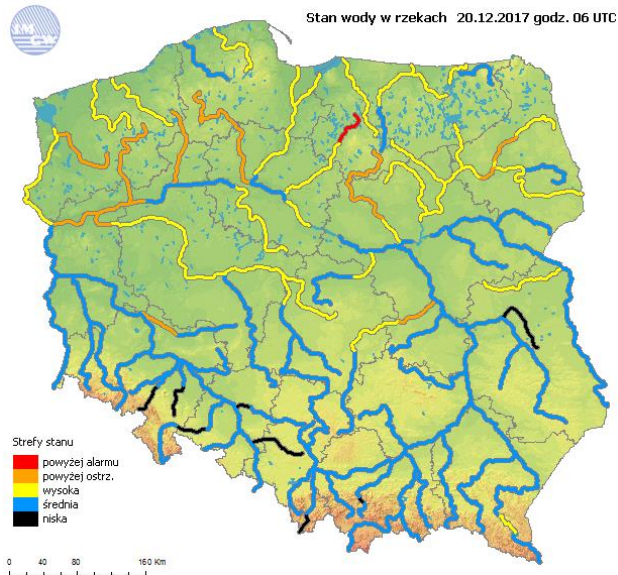 Stan wody w rzekach 20.12.2017 godz. 06 UTC
Strefy stanu
powyżej alarmu
powyżej ostrz.
wysoka
średnia
niska
0 40 80 160 Km